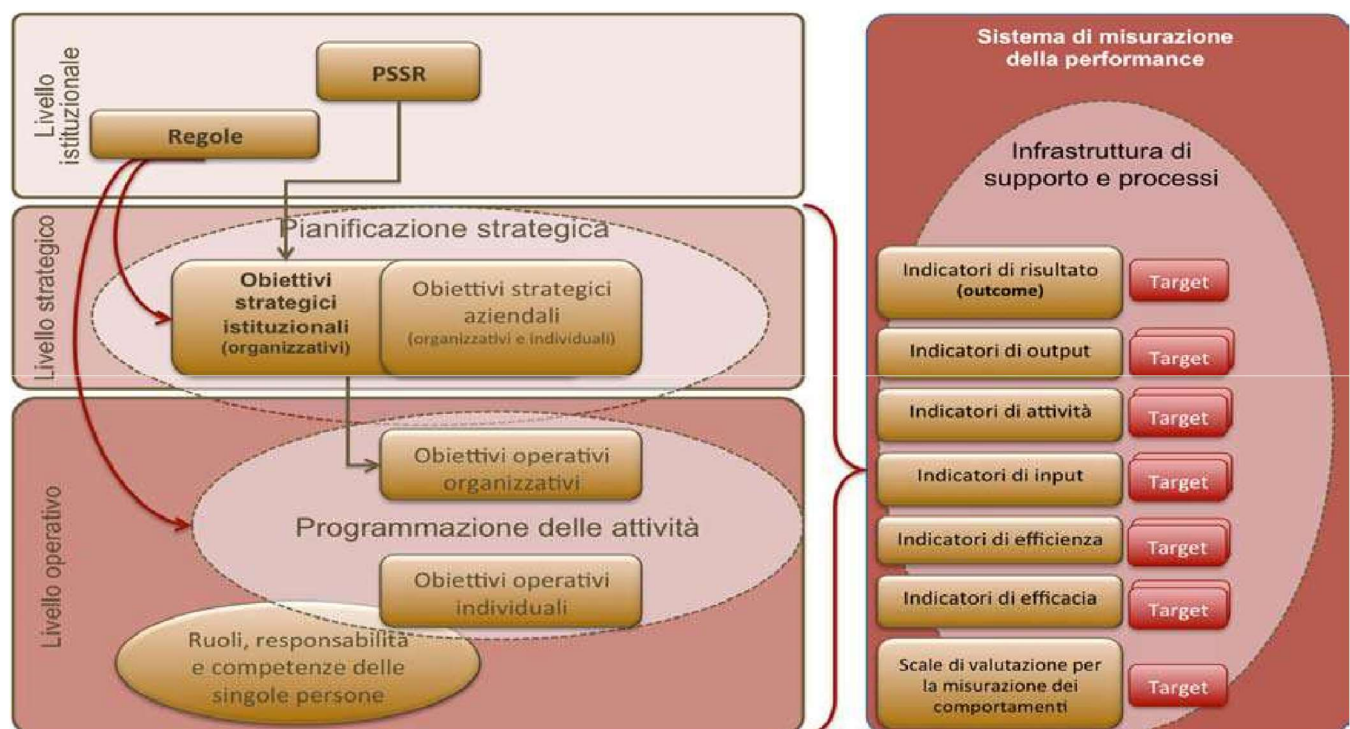 Livello
istituzionale
PSSR
Regole
Livello strategico
Pianificazione strategica
Obiettivi
strategici
istituzionali
(organizzativi)
Obiettivi strategici
aziendali
(organizzativi e individuali)
Livello operativo
Obiettivi operativi
organizzativi
Programmazione delle attività
Obiettivi operativi
individuali
Ruoli, responsabilità
e competenze delle
singole persone
Sistema di misurazione
della performance
Infrastruttura di
supporto e processi
Indicatori di risultato
(outcome)
Target
Indicatori di output
Target
Indicatori di attività
Target
Indicatori di input
Target
Indicatori di efficienza
Target
Indicatori di efficacia
Target
Scale di valutazione per
la misurazione dei
comportamenti
Target